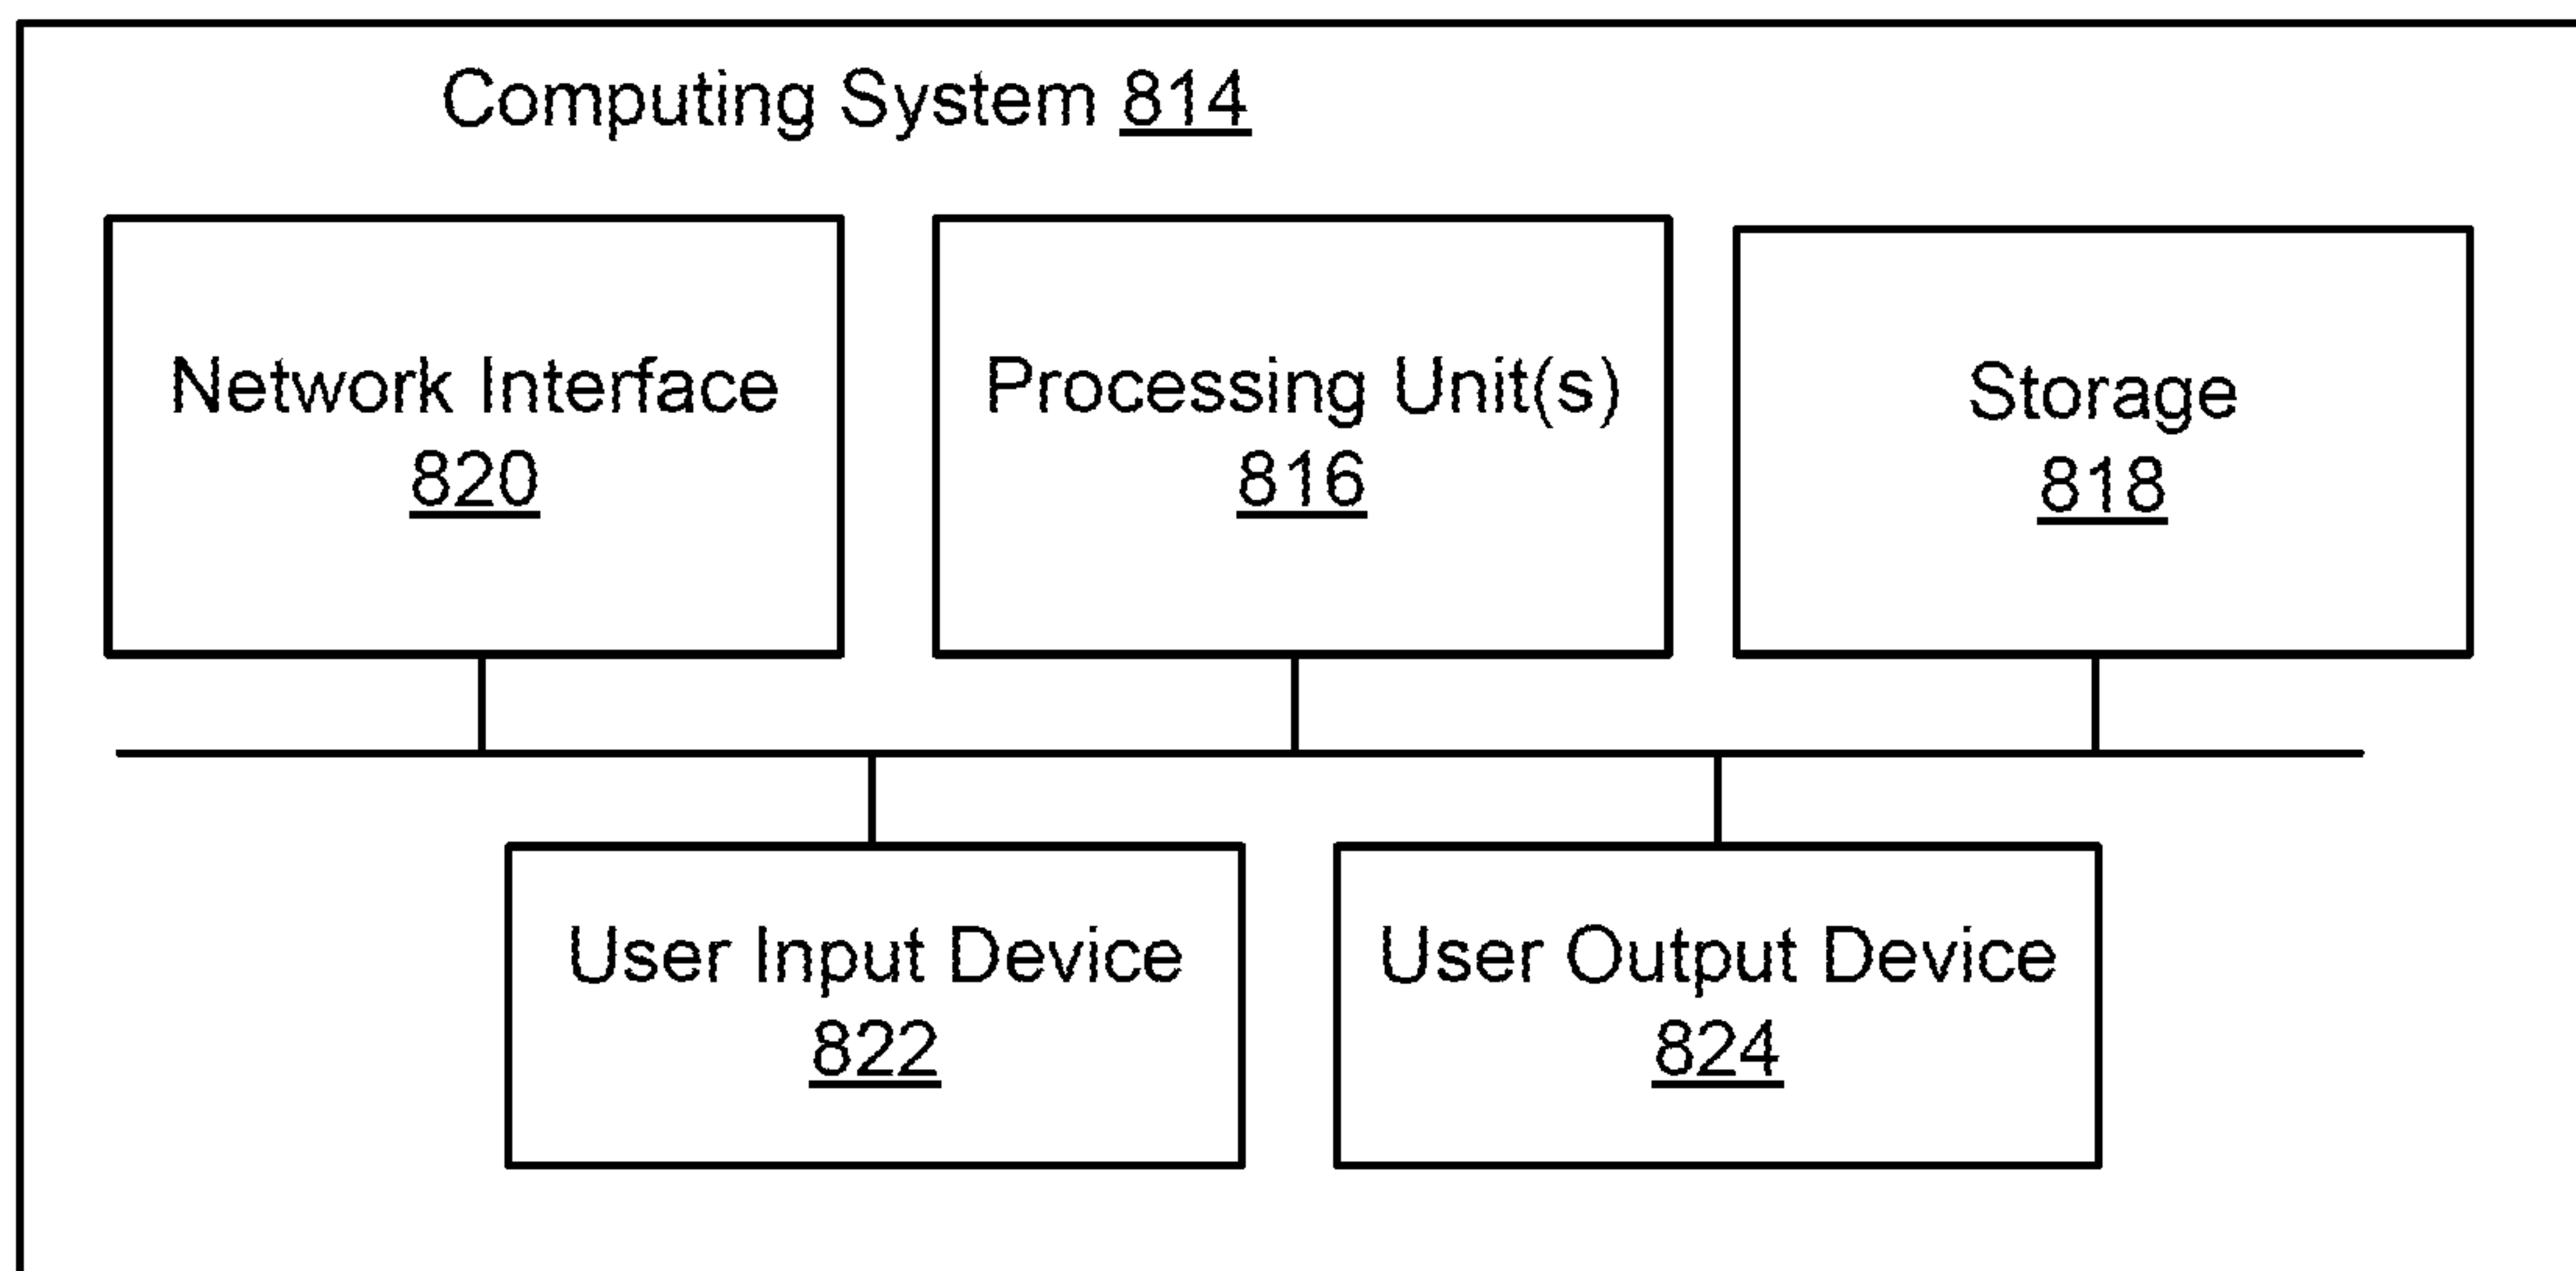 Computing System 814
Network Interface
820
Processing Unit(s)
816
Storage
818
User Input Device
822
User Output Device
824